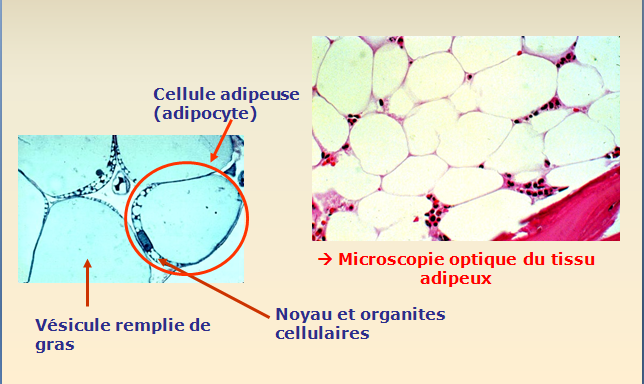 Cellule adipeuse
(adipocyte)
→ Microscopie optique du tissu
adipeux
Vésicule remplie de
gras
Noyau et organites
cellulaires